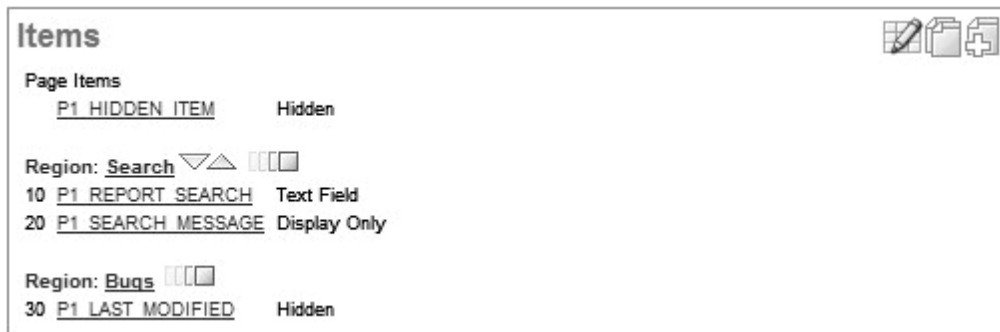 Items
Page Items
P1_HIDDEN_ITEM Hidden
Region: Search
10 P1_REPORT_SEARCH Text Field
20 P1_SEARCH_MESSAGE Display Only
Region: Bugs
30 P1_LAST_MODIFIED Hidden